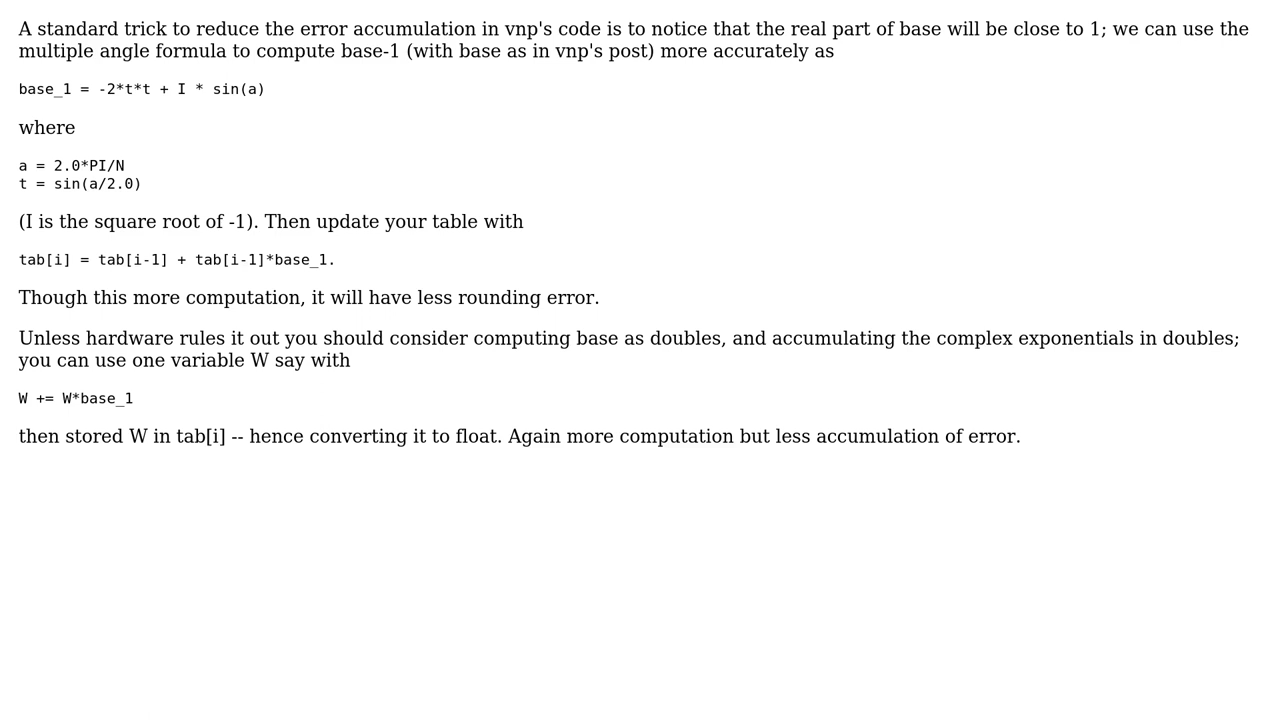 A standard trick to reduce the error accumulation in vnp's code is to notice that the real part of base will be close to 1; we can use the
multiple angle formula to compute base-1 (with base as in vnp's post) more accurately as
base_1 = -2*t*t + I * sin(a)
where
a = 2.0*PI/N
t = sin(a/2.0)
(I is the square root of -1). Then update your table with
tab[i] = tab[i-1] + tab[i-1]*base_1.
Though this more computation, it will have less rounding error.
Unless hardware rules it out you should consider computing base as doubles, and accumulating the complex exponentials in doubles;
you can use one variable W say with
W += W*base_1
then stored W in tab[i] -- hence converting it to float. Again more computation but less accumulation of error.